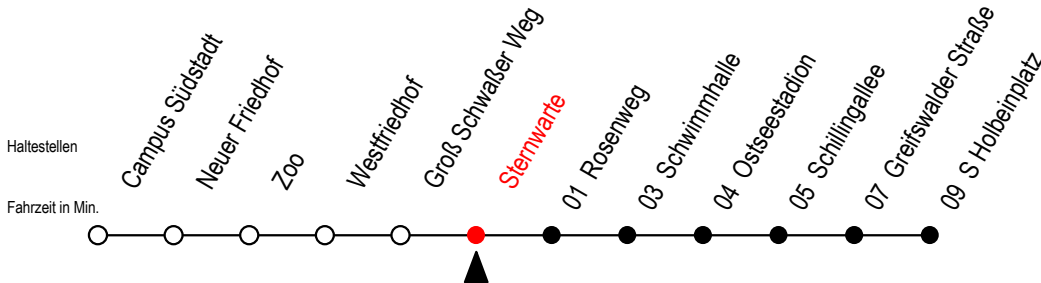 Haltestellen
Fahrzeit in Min.
Campus Südstadt
Neuer Friedhof
Zoo
Westfriedhof
Groß Schwaßer Weg
Sternwarte
01 Rosenweg
03 Schwimmhalle
04 Ostseestadion
05 Schillingallee
07 Greifswalder Straße
09 S Holbeinplatz